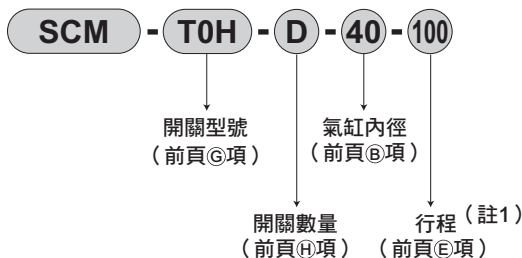 SCM - T0H - D - 40 - 100
開關型號
(前頁Ⓖ項)
氣缸內徑
(前頁Ⓑ項)
開關數量
(前頁Ⓗ項)
行程(註1)
(前頁Ⓔ項)